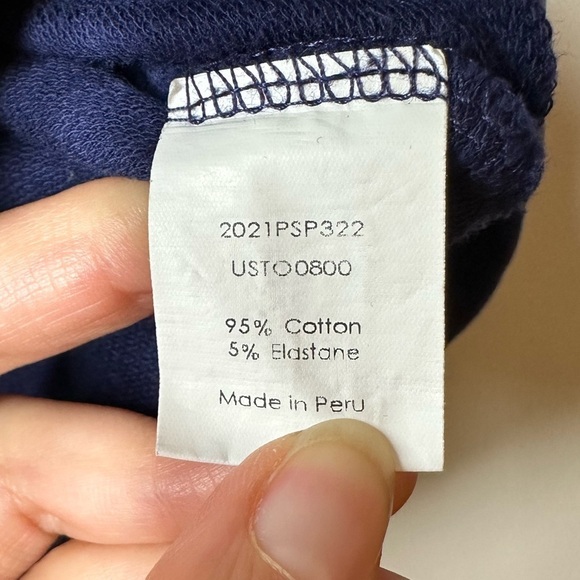 2021PSP322
USTO0800
95% Cotton
5% Elastane
Made in Peru